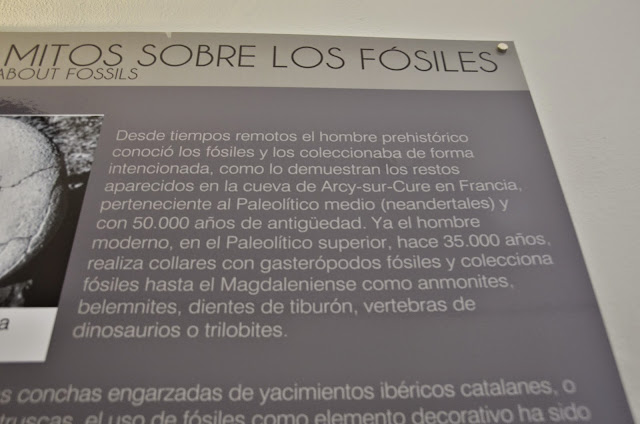 MITOS SOBRE LOS FÓSILES
ABOUT FOSSILS
Desde tiempos remotos el hombre prehistórico
conoció los fósiles y los coleccionaba de forma
intencionada, como lo demuestran los restos
aparecidos en la cueva de Arcy-sur-Cure en Francia,
perteneciente al Paleolítico medio (neandertales) y
con 50.000 años de antigüedad. Ya el hombre
moderno, en el Paleolítico superior, hace 35.000 años,
realiza collares con gasterópodos fósiles y colecciona
fósiles hasta el Magdaleniense como anmonites,
belemnites, dientes de tiburón, vertebras de
dinosaurios o trilobites.
a
s conchas engarzadas de yacimientos ibéricos catalanes, o
truscas, el uso de fósiles como elemento decorativo ha sido